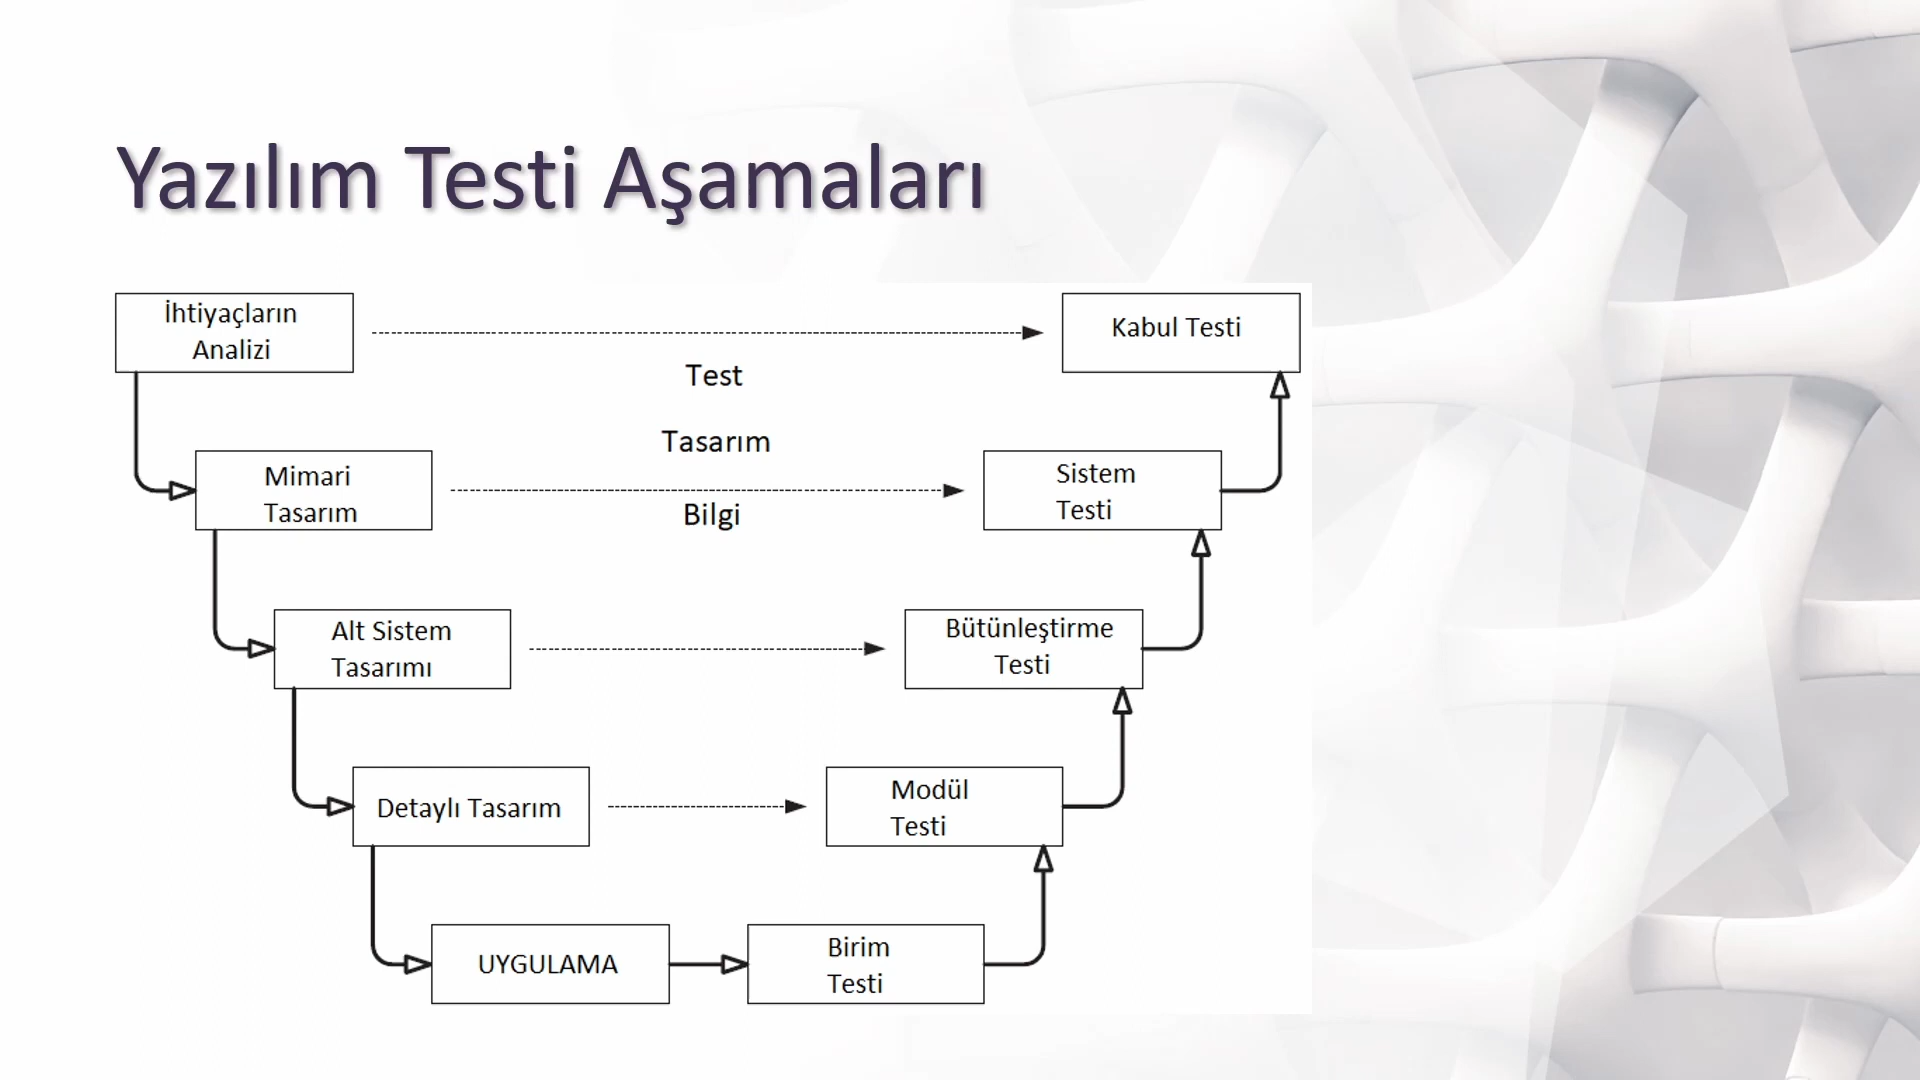 Yazılım Testi Aşamaları
İhtiyaçların
Analizi
Kabul Testi
Test
Tasarım
Bilgi
Mimari
Tasarım
Sistem
Testi
Alt Sistem
Tasarımı
Bütünleştirme
Testi
Detaylı Tasarım
Modül
Testi
UYGULAMA
Birim
Testi